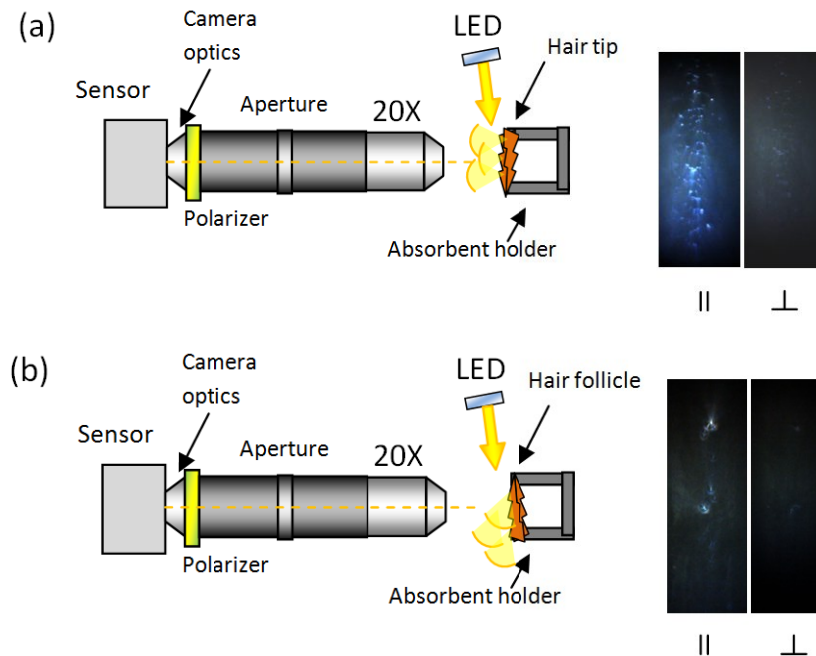 (a)
Camera
optics
LED
Hair tip
Sensor
Aperture
20X
Polarizer
Absorbent holder
||
⊥
(b)
Camera
optics
LED
Hair follicle
Sensor
Aperture
20X
Polarizer
Absorbent holder
||
⊥